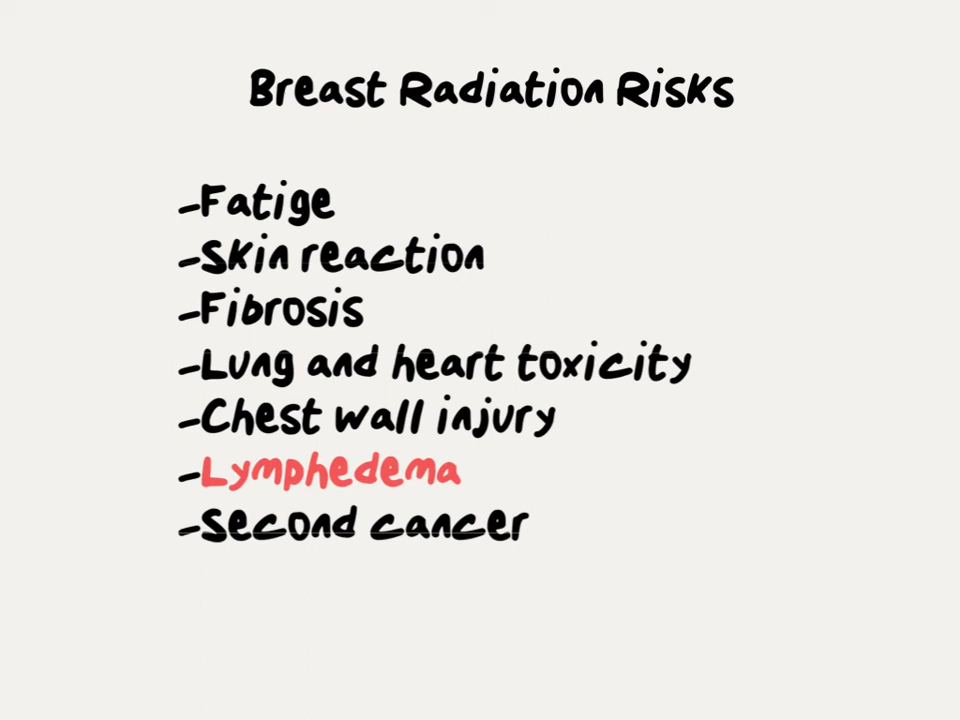 Breast Radiation Risks
-Fatige
-Skin reaction
-Fibrosis
-Lung and heart toxicity
-Chest wall injury
-Lymphedema
-Second cancer